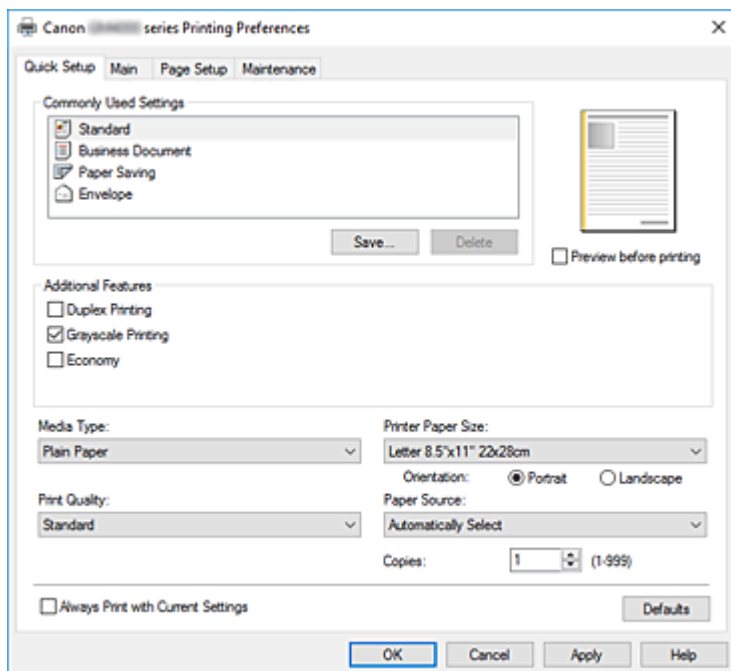 Canon series Printing Preferences
Quick Setup Main Page Setup Maintenance
Commonly Used Settings
Standard
Business Document
Paper Saving
Envelope
Save... Delete
Preview before printing
Additional Features
Duplex Printing
Grayscale Printing
Economy
Media Type: Printer Paper Size:
Plain Paper Letter 8.5"x11" 22x28cm
Orientation: Portrait Landscape
Print Quality: Paper Source:
Standard Automatically Select
Copies: 1 (1-999)
Always Print with Current Settings Defaults
OK Cancel Apply Help